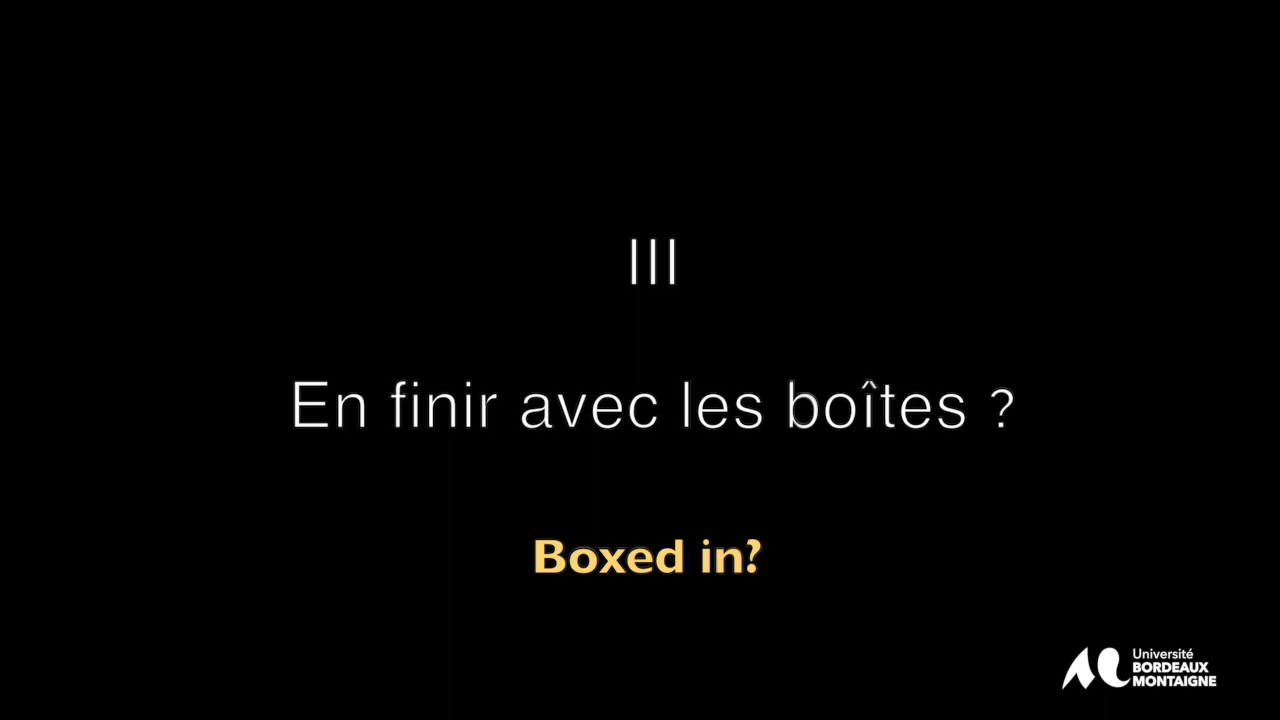 III
En finir avec les boîtes ?
Boxed in?
Université
BORDEAUX
MONTAIGNE